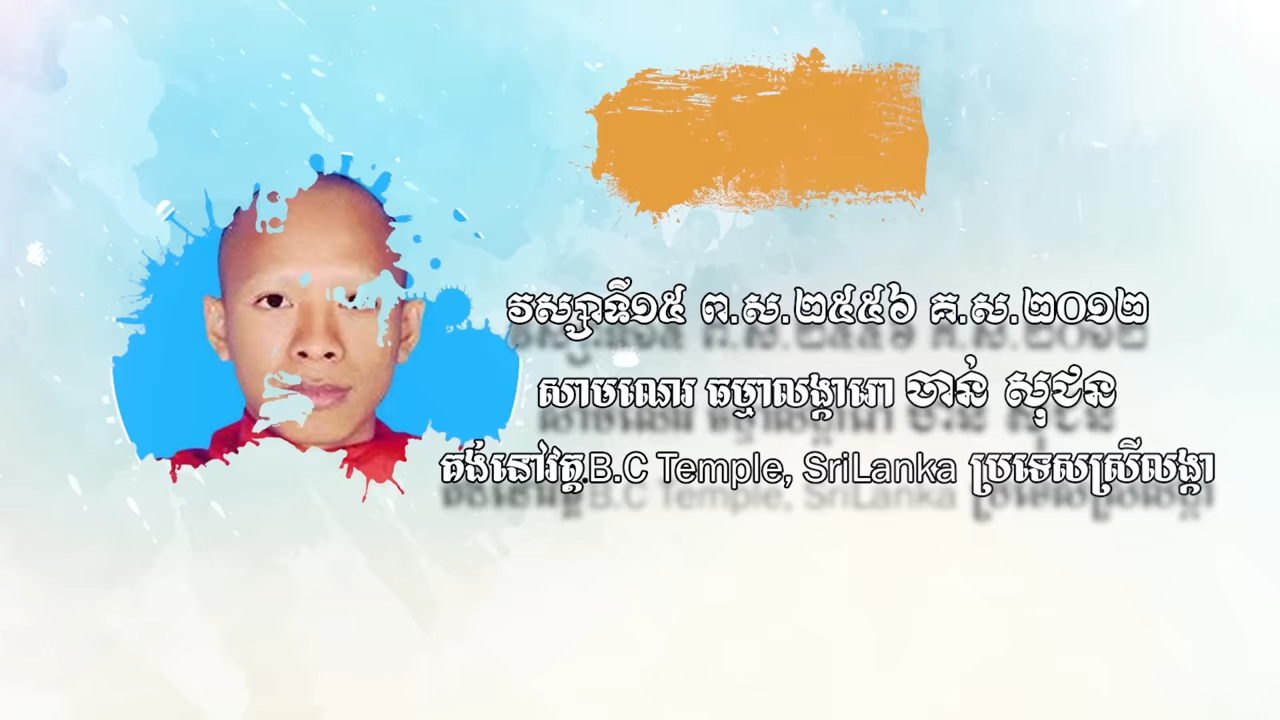 វស្សាទី១៥ ព.ស.២៥៥៦ គ.ស.២០១២
សាមណេរ ធម្មាលង្ការោ ចាន់ សុជន
គង់នៅវត្ត B.C Temple, SriLanka ប្រទេសស្រីលង្កា